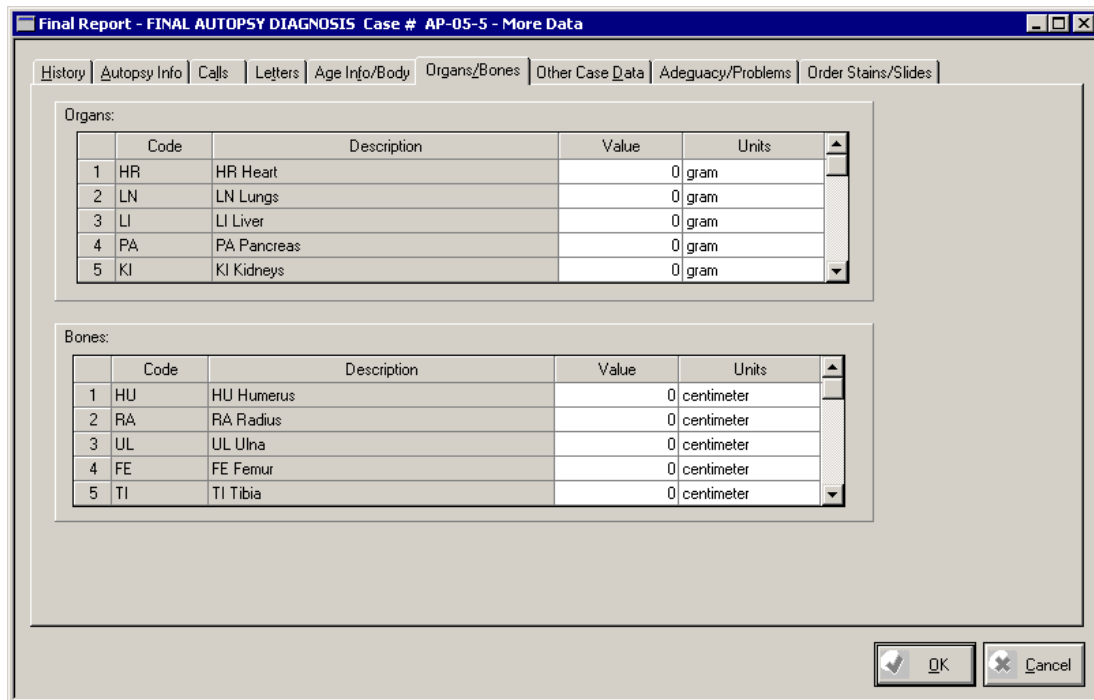 Final Report - FINAL AUTOPSY DIAGNOSIS Case # AP-05-5 - More Data
History Autopsy Info Calls Letters Age Info/Body Organs/Bones Other Case Data Adeguacy/Problems Order Stains/Slides
Organs:
Code Description Value Units
1 HR HR Heart 0 gram
2 LN LN Lungs 0 gram
3 LI LI Liver 0 gram
4 PA PA Pancreas 0 gram
5 KI KI Kidneys 0 gram
Bones:
Code Description Value Units
1 HU HU Humerus 0 centimeter
2 RA RA Radius 0 centimeter
3 UL UL Ulna 0 centimeter
4 FE FE Femur 0 centimeter
5 TI TI Tibia 0 centimeter
OK Cancel